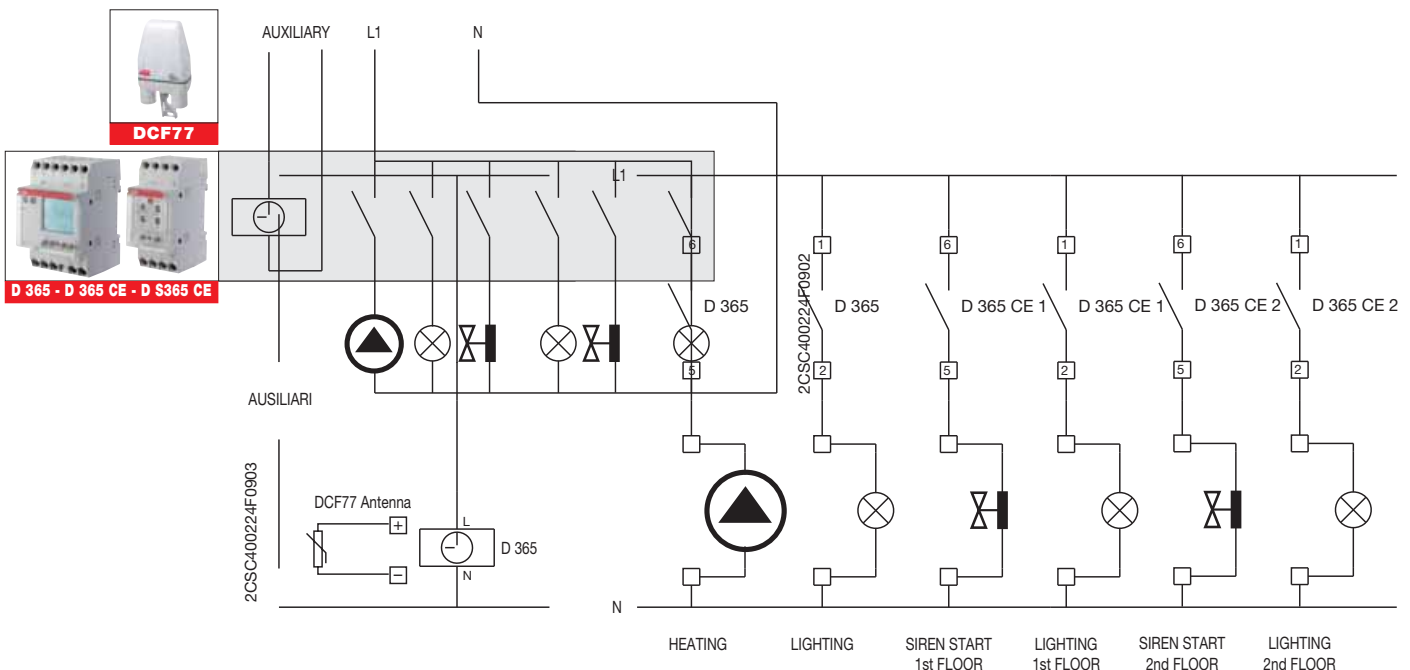 AUXILIARY L1 N
DCF77
L1
D 365 - D 365 CE - D S365 CE
6 1 6 1 6 1
D 365 D 365 D 365 CE 1 D 365 CE 1 D 365 CE 2 D 365 CE 2
2CSC400224F0902
5 2 5 2 5 2
AUSILIARI
2CSC400224F0903
DCF77 Antenna
+
L
D 365
−
N
N
HEATING LIGHTING SIREN START LIGHTING SIREN START LIGHTING
1st FLOOR 1st FLOOR 2nd FLOOR 2nd FLOOR